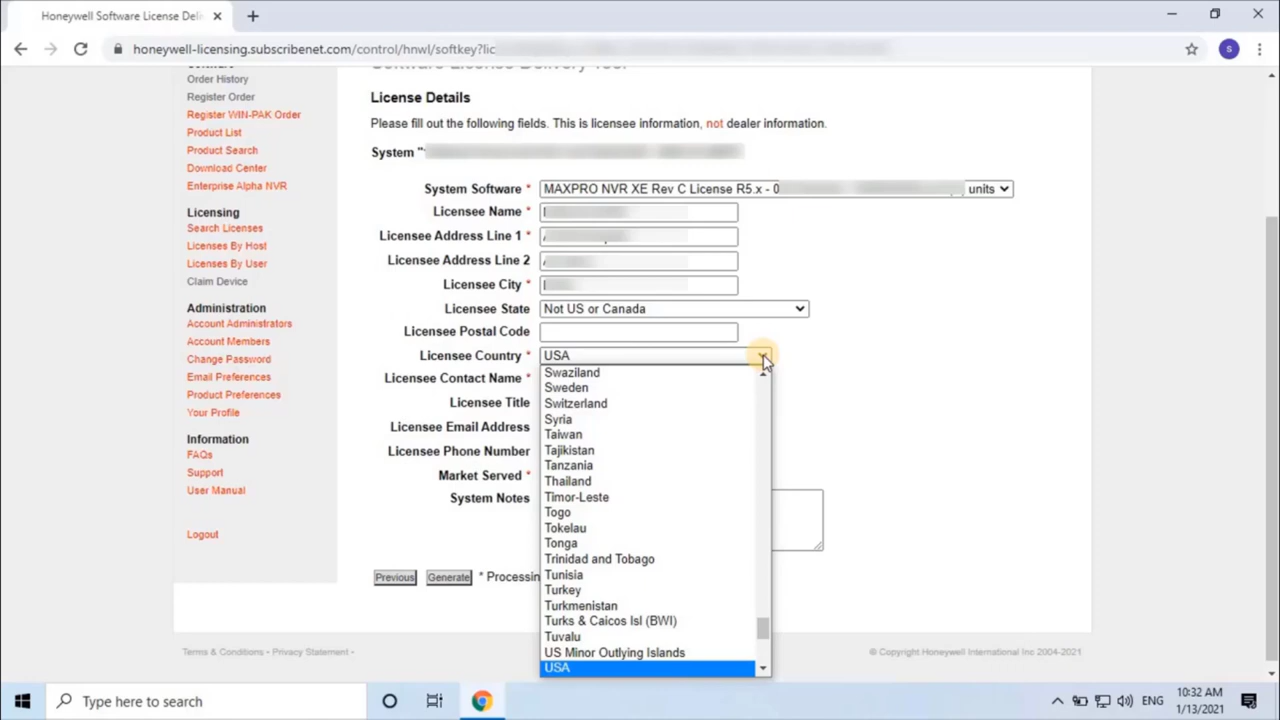 Honeywell Software License Deli
honeywell-licensing.subscribenet.com/control/hnwl/softkey?lic
S
Order History
Register Order
Register WIN-PAK Order
Product List
Product Search
Download Center
Enterprise Alpha NVR
Licensing
Search Licenses
Licenses By Host
Licenses By User
Claim Device
Administration
Account Administrators
Account Members
Change Password
Email Preferences
Product Preferences
Your Profile
Information
FAQs
Support
User Manual
Logout
License Details
Please fill out the following fields. This is licensee information, not dealer information.
System "
System Software * MAXPRO NVR XE Rev C License R5.x - 0 units
Licensee Name *
Licensee Address Line 1 *
Licensee Address Line 2
Licensee City *
Licensee State Not US or Canada
Licensee Postal Code
Licensee Country * USA
Licensee Contact Name *
Licensee Title
Licensee Email Address
Licensee Phone Number
Market Served *
System Notes
Swaziland
Sweden
Switzerland
Syria
Taiwan
Tajikistan
Tanzania
Thailand
Timor-Leste
Togo
Tokelau
Tonga
Trinidad and Tobago
Tunisia
Turkey
Turkmenistan
Turks & Caicos Isl (BWI)
Tuvalu
US Minor Outlying Islands
USA
Previous Generate * Processin
Terms & Conditions - Privacy Statement -
© Copyright Honeywell International Inc 2004-2021
Type here to search
ENG
10:32 AM
1/13/2021